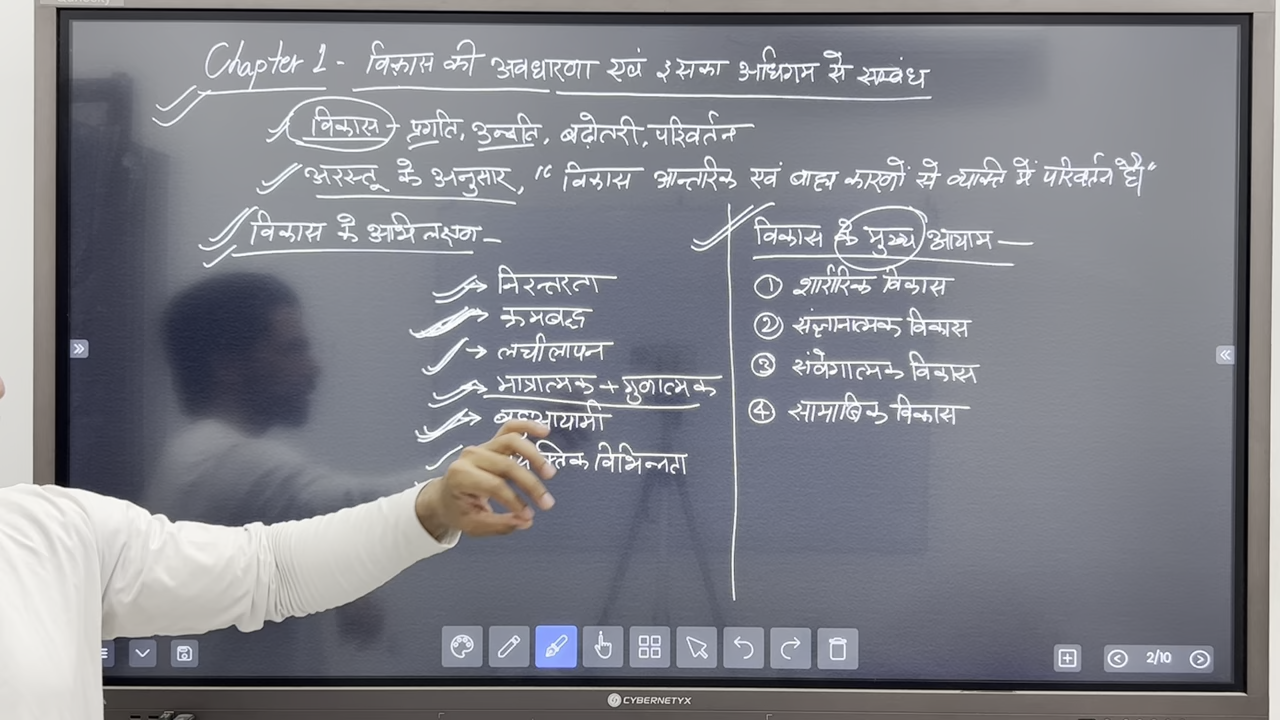 Chapter 1 - विकास की अवधारणा एवं इसका अधिगम से सम्बंध
विकास - प्रगति, उन्नति, बढ़ोतरी, परिवर्तन
अरस्तू के अनुसार, "विकास आन्तरिक एवं बाह्य कारणों से व्यक्ति में परिवर्तन है"
विकास के अभिलक्षण -
→ निरन्तरता
→ क्रमबद्ध
→ लचीलापन
→ मात्रात्मक + गुणात्मक
→ बहुआयामी
विभिन्नता
विकास के मुख्य आयाम —
① शारीरिक विकास
② संज्ञानात्मक विकास
③ संवेगात्मक विकास
④ सामाजिक विकास
2/10
CYBERNETYX